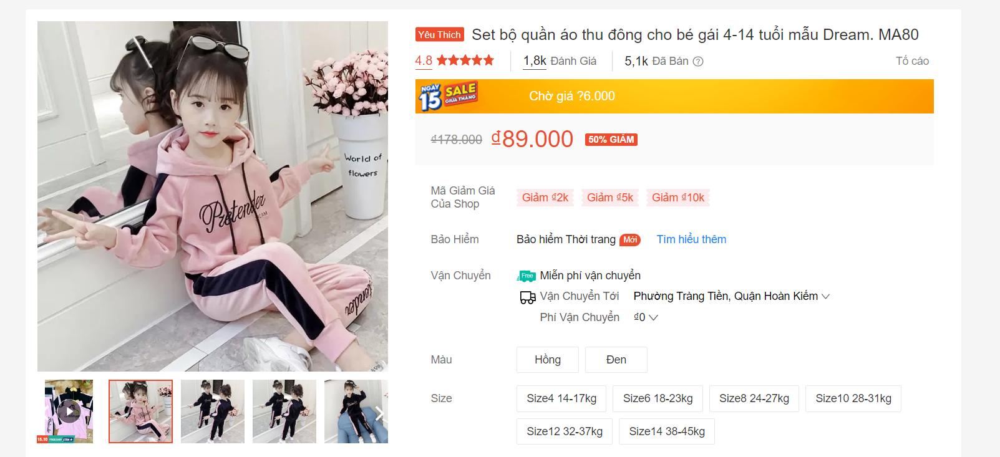 Yêu Thích Set bộ quần áo thu đông cho bé gái 4-14 tuổi mẫu Dream. MA80
4.8 1,8k Đánh Giá 5,1k Đã Bán ? Tố cáo
NGÀY 15 SALE GIỮA THÁNG Chờ giá ?6.000
₫178.000 ₫89.000 50% GIẢM
Mã Giảm Giá
Của Shop
Giảm ₫2k Giảm ₫5k Giảm ₫10k
Bảo Hiểm Bảo hiểm Thời trang Mới Tìm hiểu thêm
Vận Chuyển Free Miễn phí vận chuyển
Vận Chuyển Tới Phường Tràng Tiền, Quận Hoàn Kiếm
Phí Vận Chuyển ₫0
Màu Hồng Đen
Size Size4 14-17kg Size6 18-23kg Size8 24-27kg Size10 28-31kg
Size12 32-37kg Size14 38-45kg
World of
flowers
Pretender
15.10 FREESHIP XTRA+